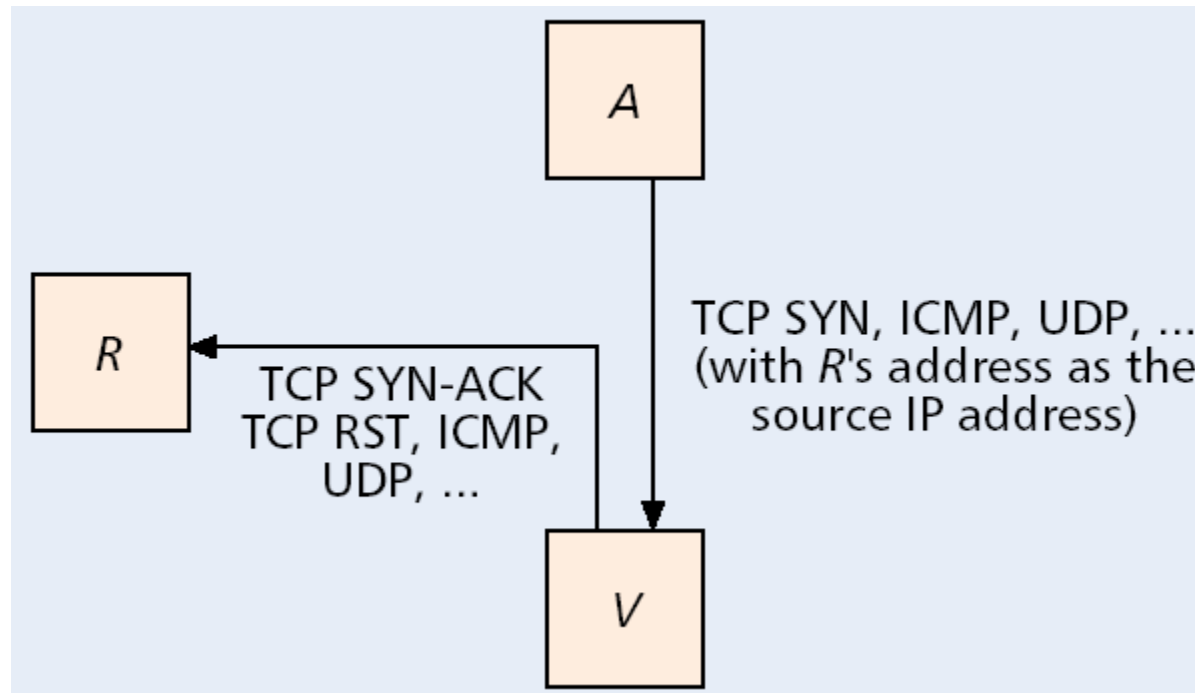 A
R
TCP SYN, ICMP, UDP, ...
(with R's address as the
source IP address)
TCP SYN-ACK
TCP RST, ICMP,
UDP, ...
V